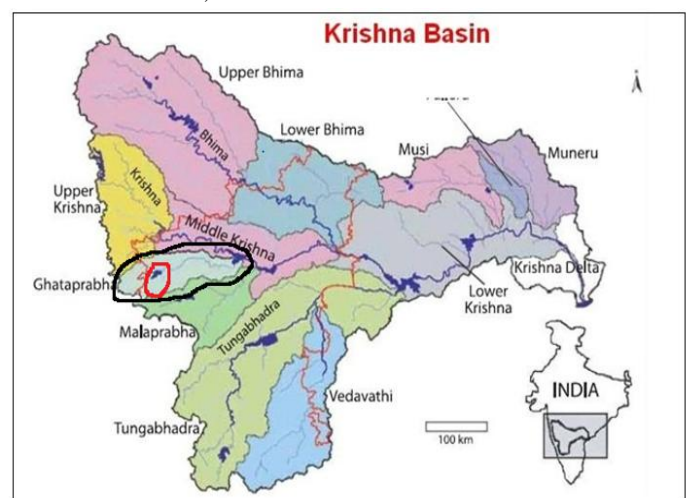 Krishna Basin
Upper Bhima
Bhima
Lower Bhima
Musi
Muneru
Upper
Krishna
Krishna
Middle Krishna
Ghataprabha
Krishna Delta
Lower
Krishna
Malaprabha
Tungabhadra
Vedavathi
INDIA
Tungabhadra
100 km